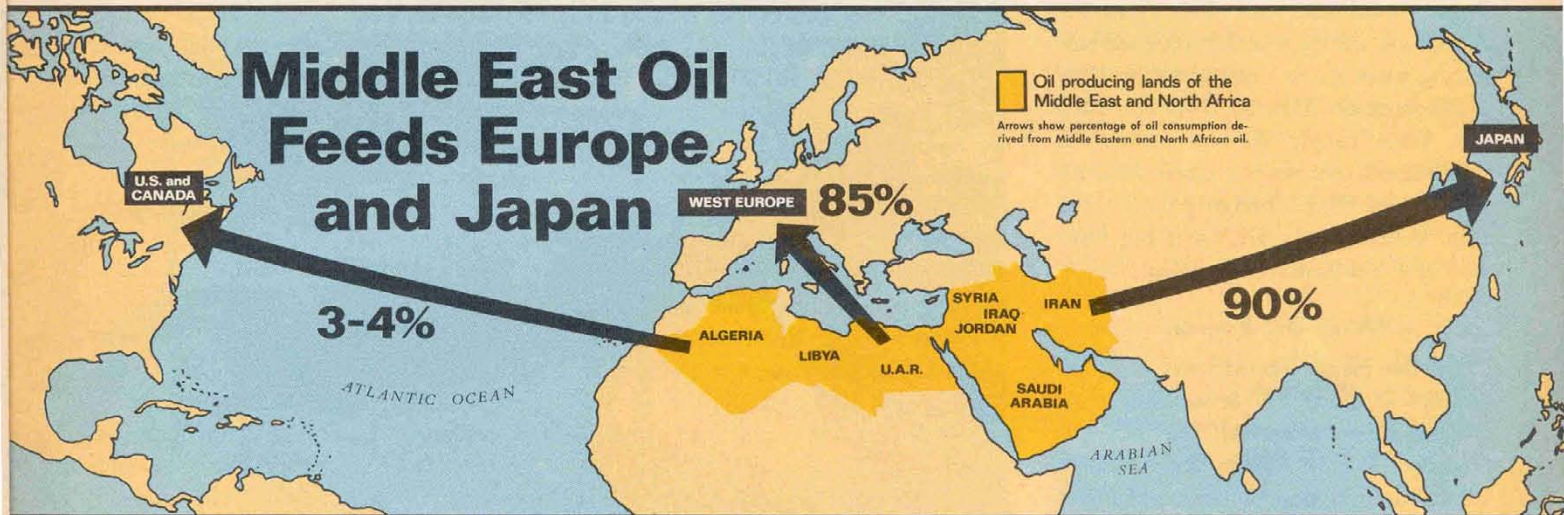 Middle East Oil
Feeds Europe
and Japan
Oil producing lands of the
Middle East and North Africa
Arrows show percentage of oil consumption de-
rived from Middle Eastern and North African oil.
JAPAN
U.S. and
CANADA
WEST EUROPE
85%
3-4%
90%
SYRIA
IRAQ
JORDAN
IRAN
ALGERIA
LIBYA
U.A.R.
SAUDI
ARABIA
ATLANTIC OCEAN
ARABIAN
SEA